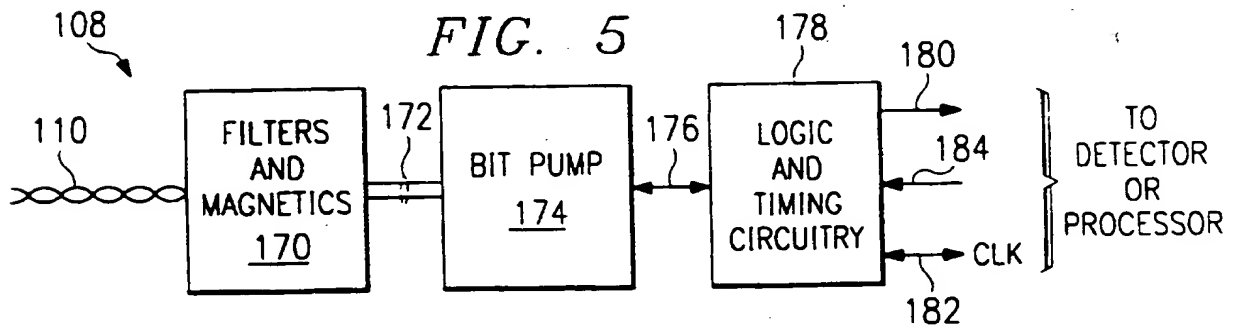 FIG. 5
108
110
FILTERS
AND
MAGNETICS
170
172
BIT PUMP
174
176
178
LOGIC
AND
TIMING
CIRCUITRY
180
184
CLK
182
TO
DETECTOR
OR
PROCESSOR